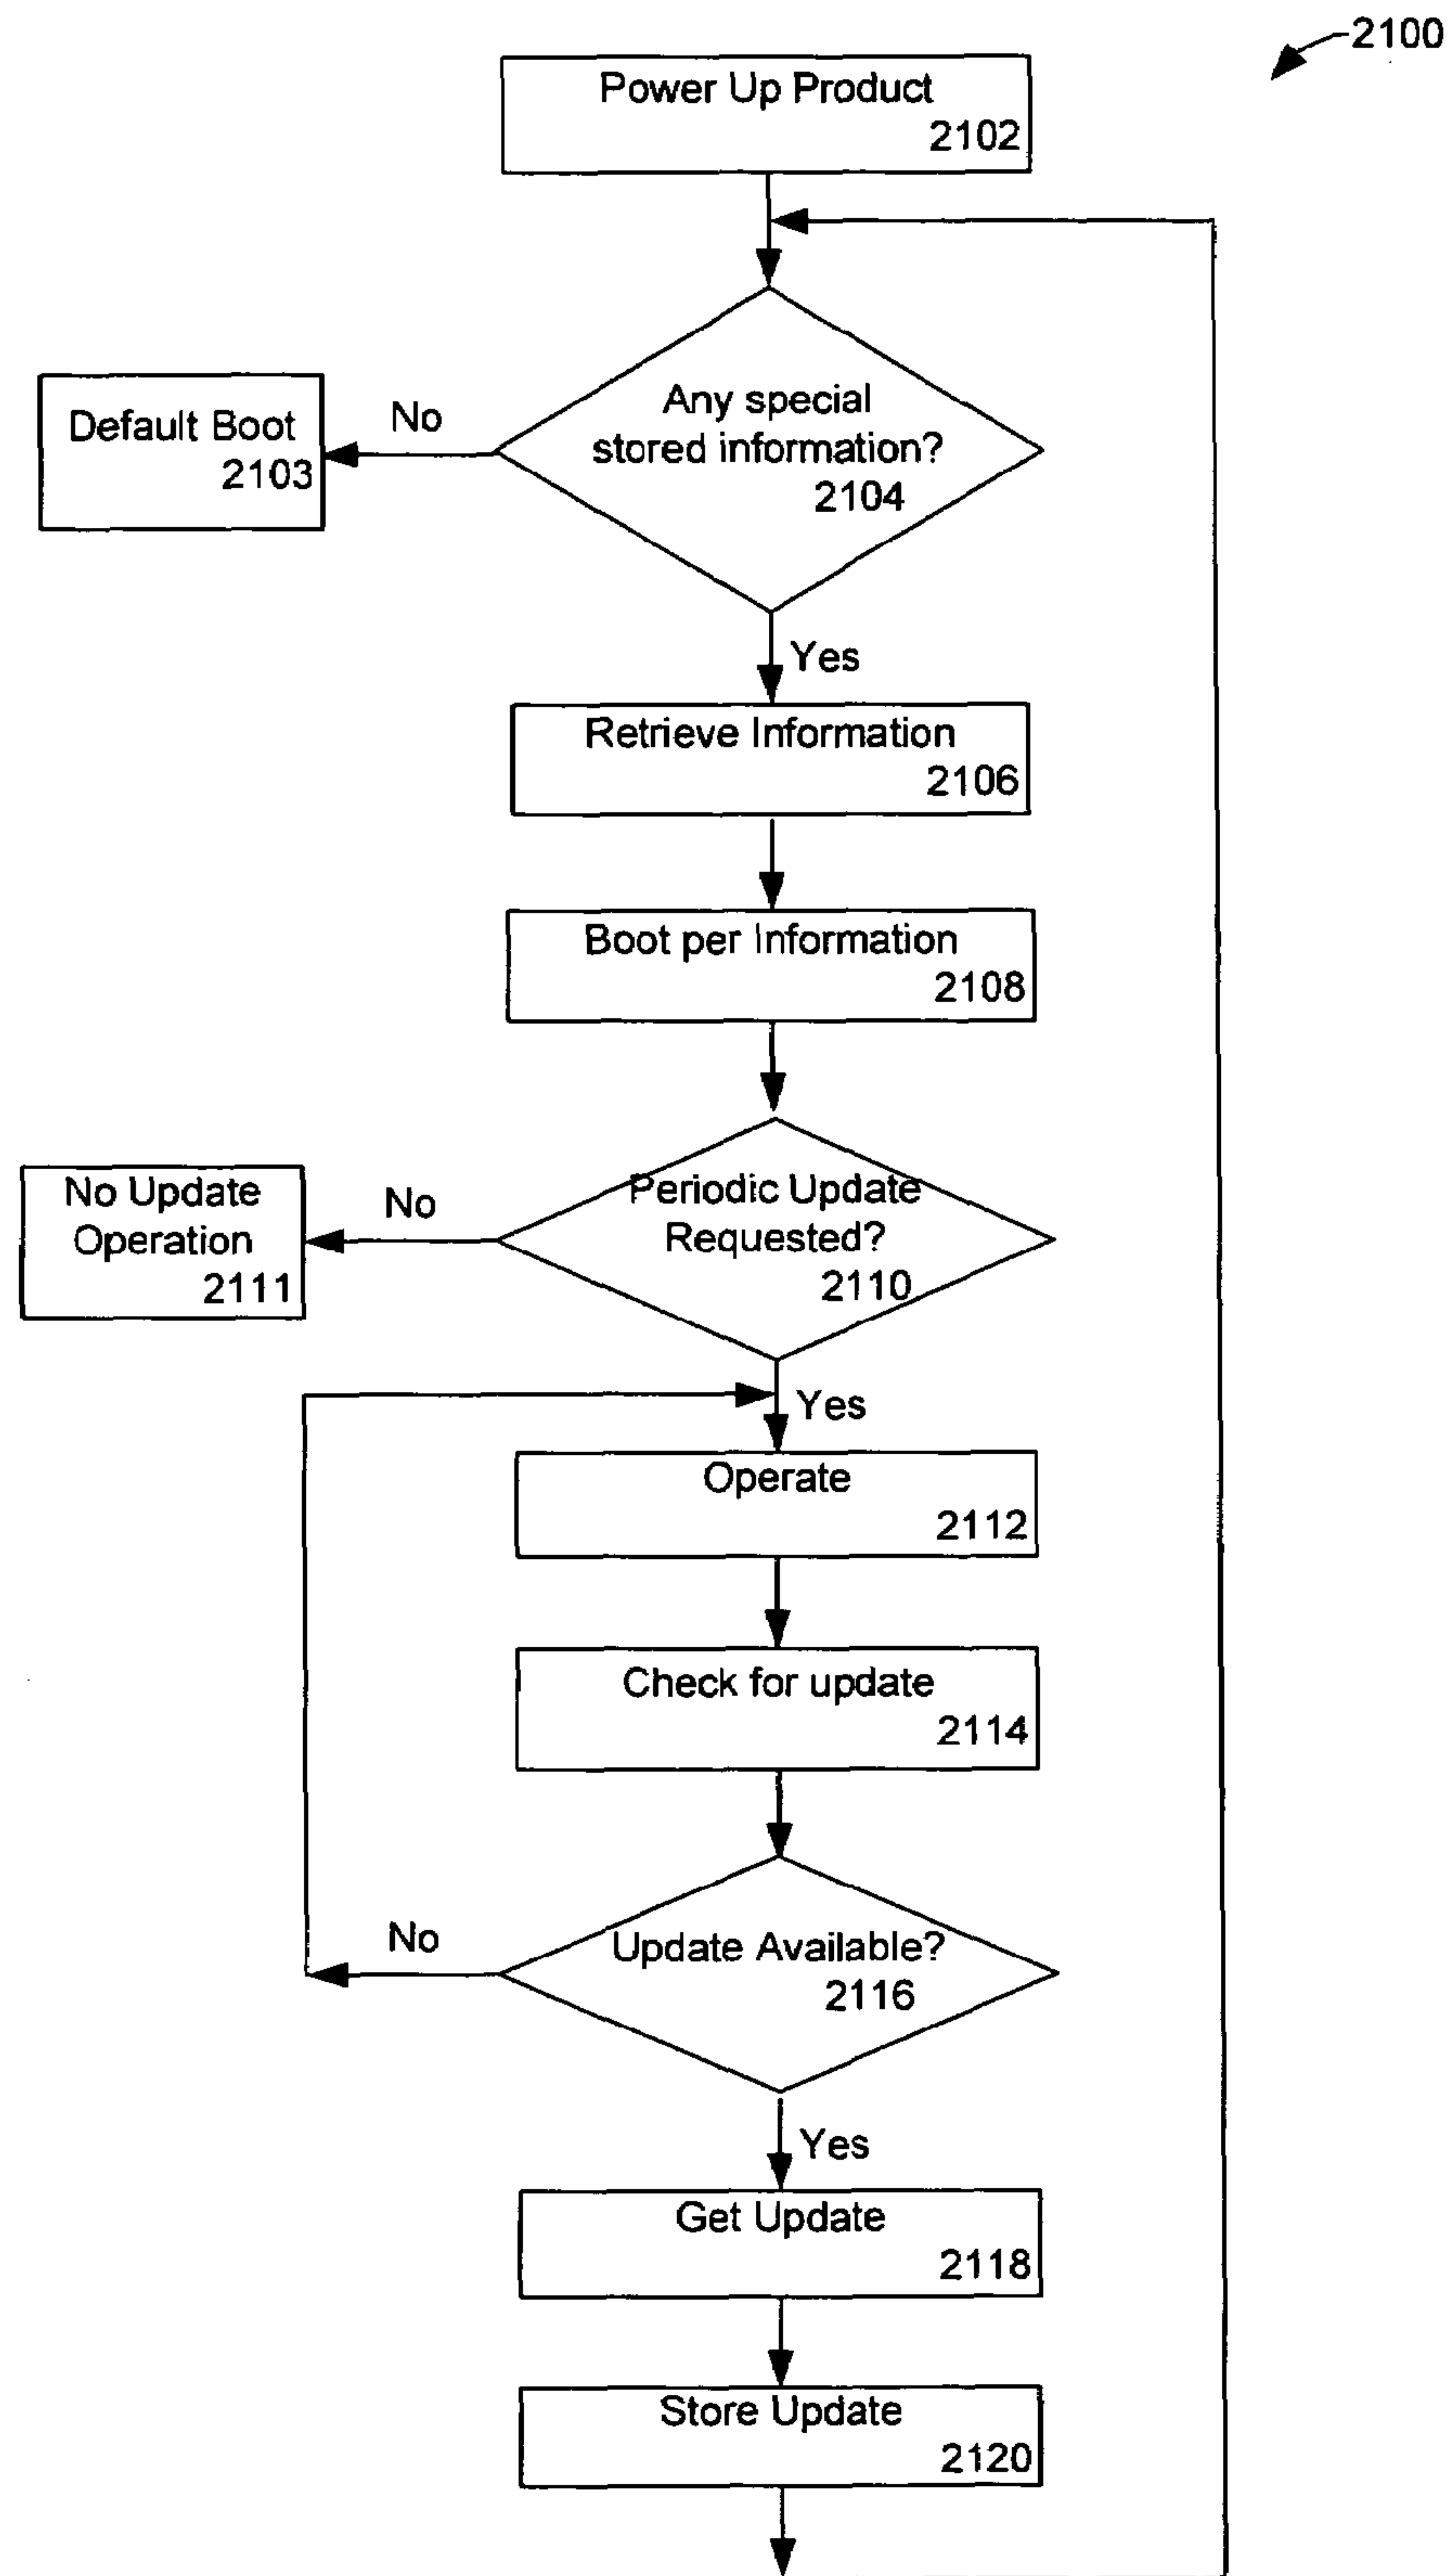 2100
Power Up Product
2102
Any special
stored information?
2104
No
Default Boot
2103
Yes
Retrieve Information
2106
Boot per Information
2108
Periodic Update
Requested?
2110
No
No Update
Operation
2111
Yes
Operate
2112
Check for update
2114
Update Available?
2116
No
Yes
Get Update
2118
Store Update
2120